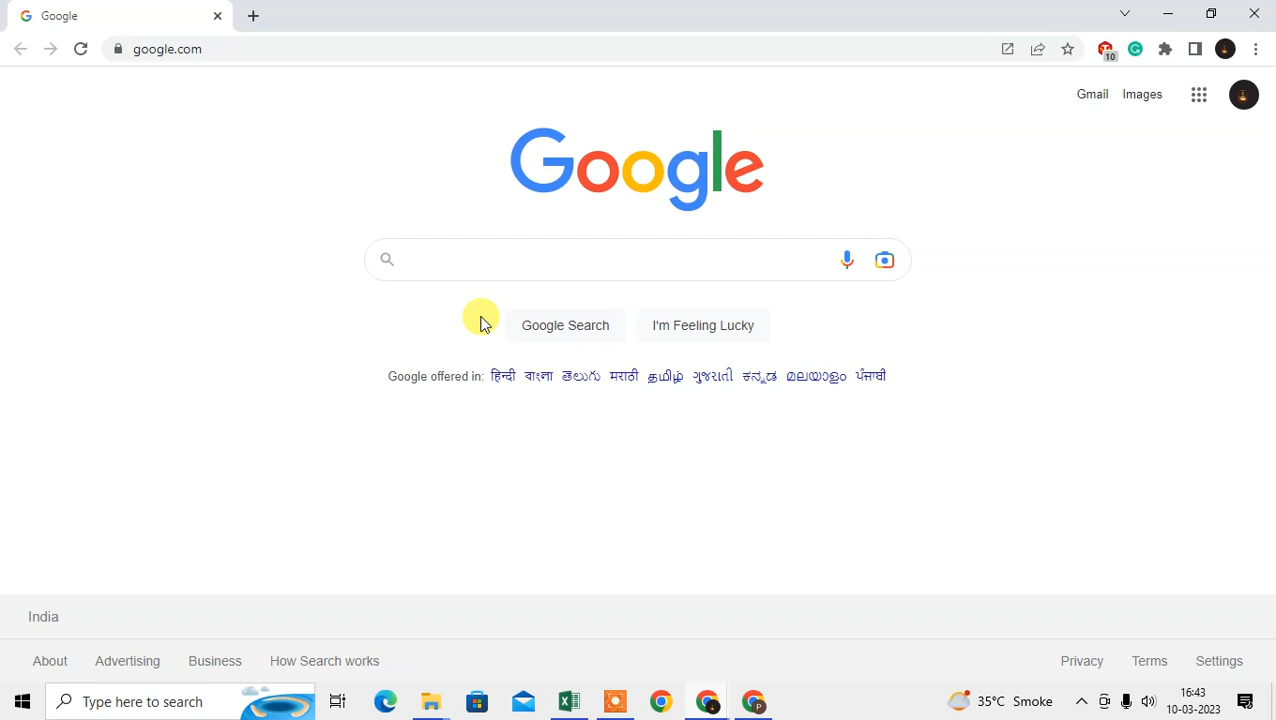 Google
google.com
10
Gmail Images
Google
Google Search I'm Feeling Lucky
Google offered in: हिन्दी বাংলা తెలుగు मराठी தமிழ் ગુજરાતી ಕನ್ನಡ മലയാളം ਪੰਜਾਬੀ
India
About Advertising Business How Search works Privacy Terms Settings
Type here to search 35°C Smoke 16:43
10-03-2023